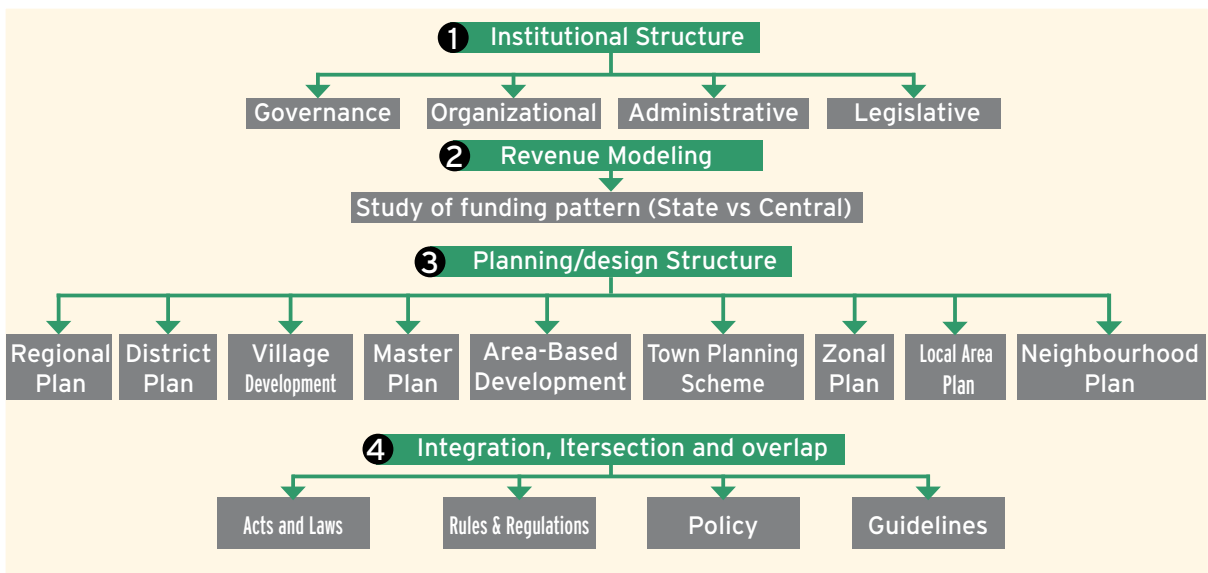 1 Institutional Structure
Governance
Organizational
Administrative
Legislative
2 Revenue Modeling
Study of funding pattern (State vs Central)
3 Planning/design Structure
Regional
Plan
District
Plan
Village
Development
Master
Plan
Area-Based
Development
Town Planning
Scheme
Zonal
Plan
Local Area
Plan
Neighbourhood
Plan
4 Integration, Itersection and overlap
Acts and Laws
Rules & Regulations
Policy
Guidelines